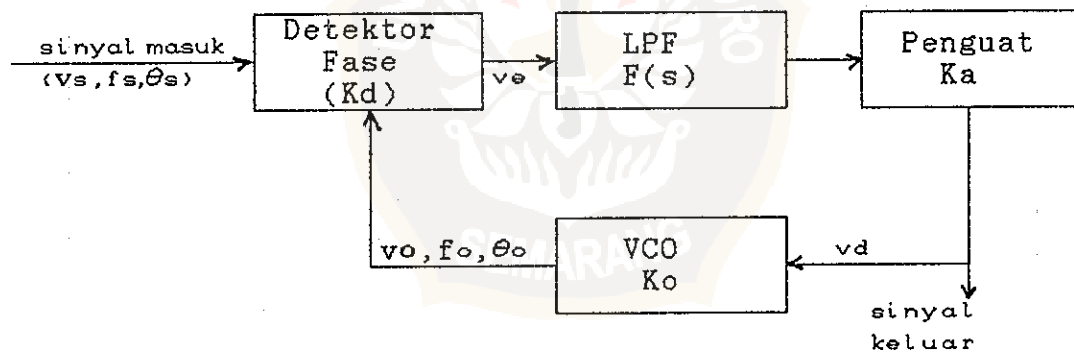 sinyal masuk
(vs,fs,θs)
Detektor
Fase
(Kd)
ve
LPF
F(s)
Penguat
Ka
vo,fo,θo
VCO
Ko
vd
sinyal
keluar
SEMARANG